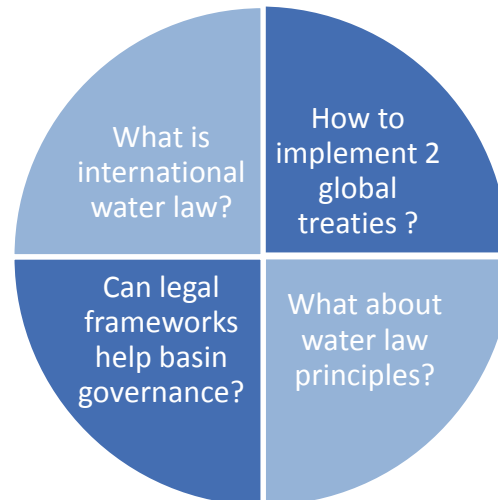 What is
international
water law?
How to
implement 2
global
treaties ?
Can legal
frameworks
help basin
governance?
What about
water law
principles?